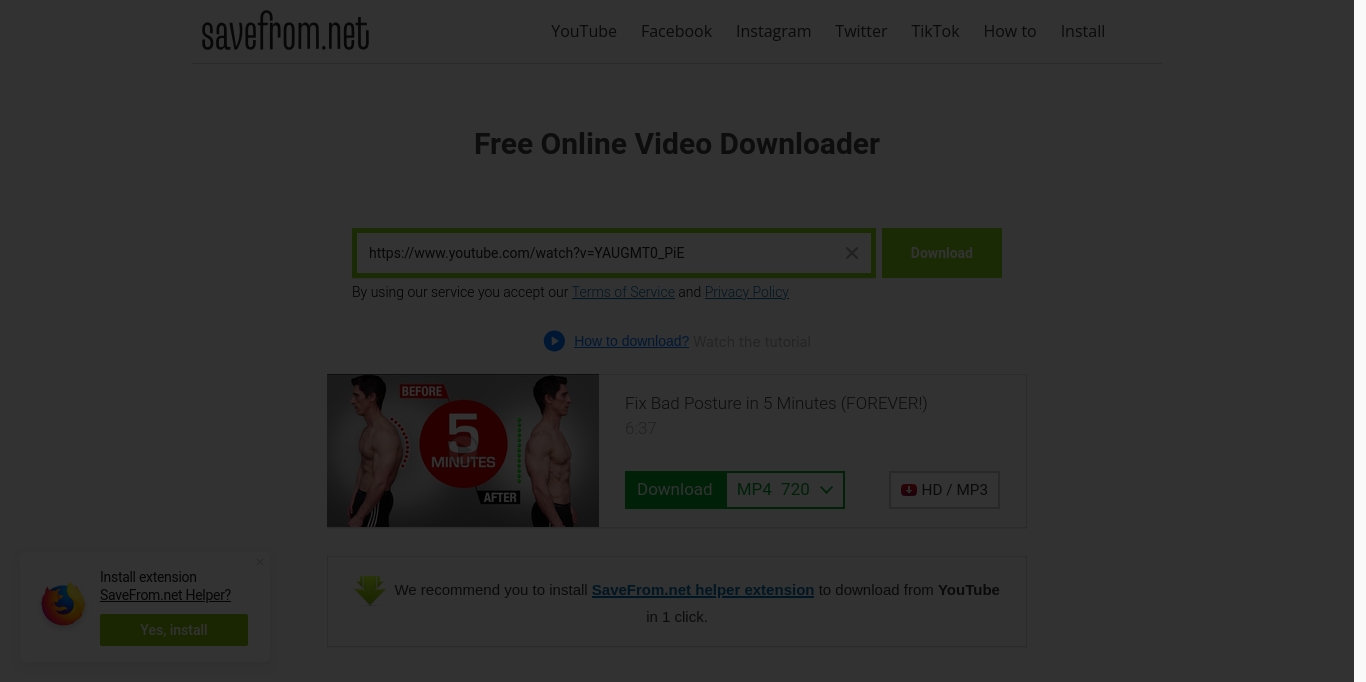 savefrom.net
YouTube Facebook Instagram Twitter TikTok How to Install
Free Online Video Downloader
https://www.youtube.com/watch?v=YAUGMT0_PiE
Download
By using our service you accept our Terms of Service and Privacy Policy
How to download? Watch the tutorial
BEFORE
5
MINUTES
AFTER
Fix Bad Posture in 5 Minutes (FOREVER!)
6:37
Download MP4 720
HD / MP3
We recommend you to install SaveFrom.net helper extension to download from YouTube
in 1 click.
Install extension
SaveFrom.net Helper?
Yes, install